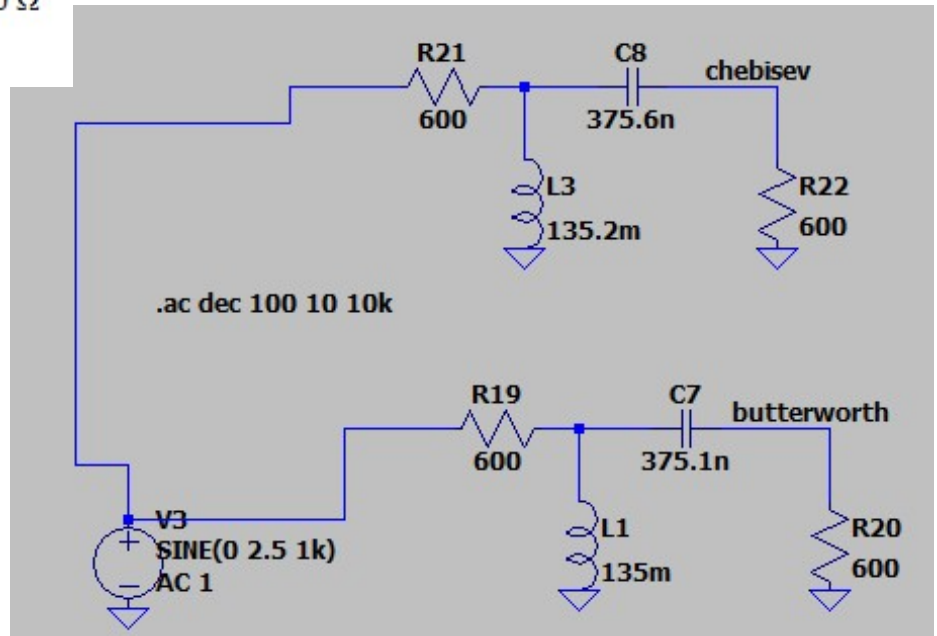 R21
600
C8
375.6n
chebisev
L3
135.2m
R22
600
.ac dec 100 10 10k
R19
600
C7
375.1n
butterworth
L1
135m
R20
600
V3
SINE(0 2.5 1k)
AC 1